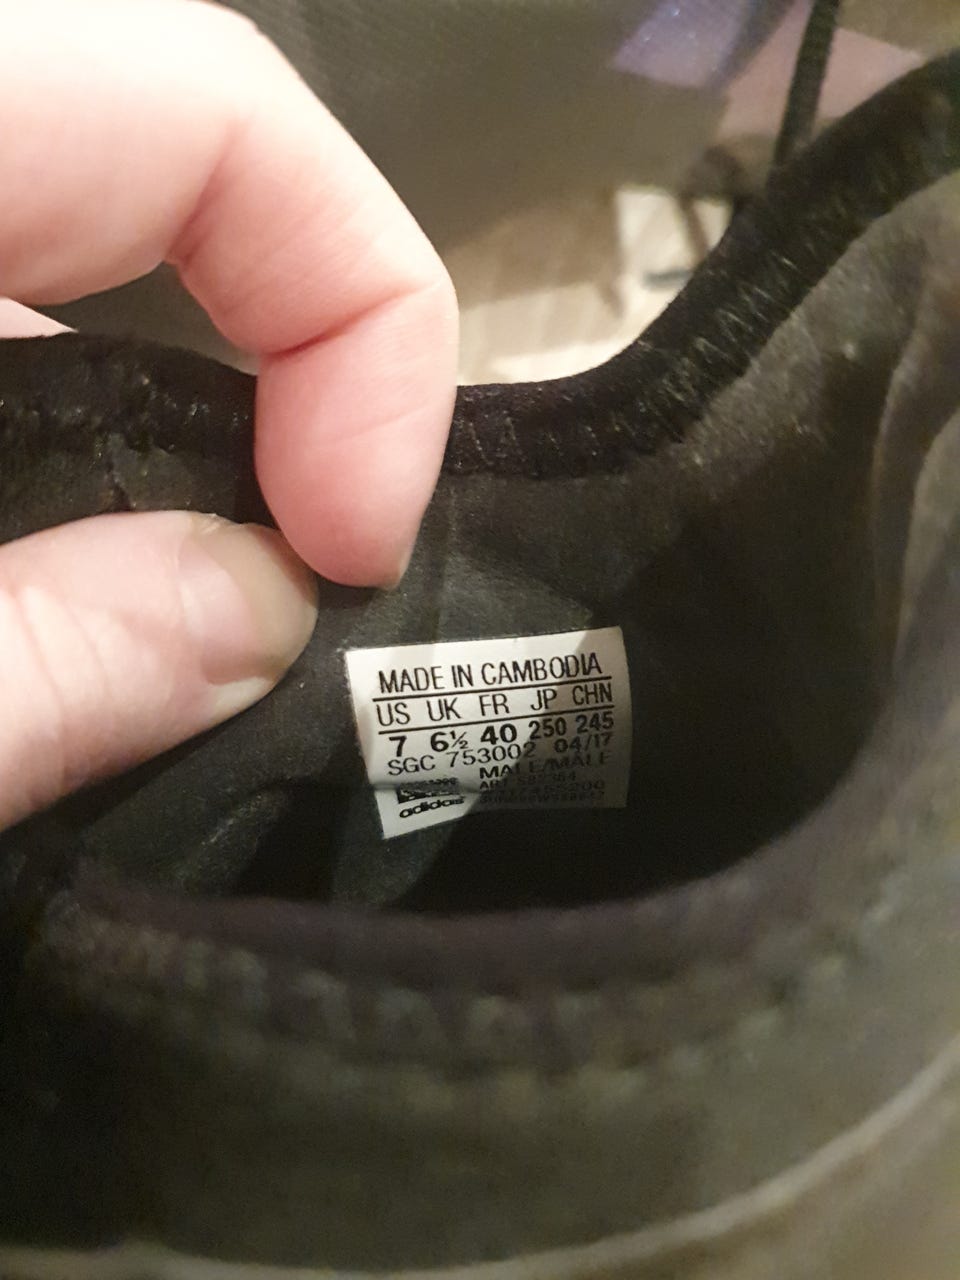 MADE IN CAMBODIA
US UK FR JP CHN
7 6½ 40 250 245
SGC 753002 04/17
MALE/MALE
ART
adidas